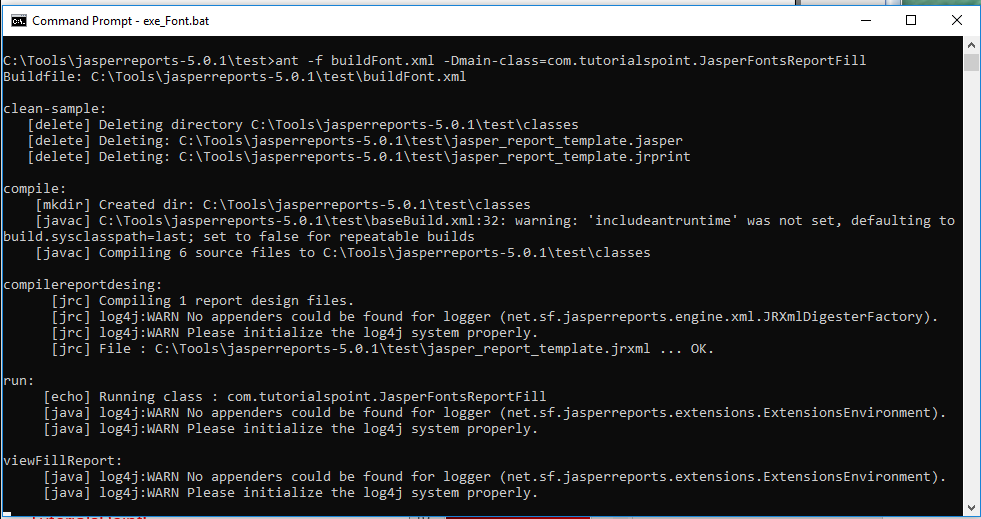 Command Prompt - exe_Font.bat
C:\Tools\jasperreports-5.0.1\test>ant -f buildFont.xml -Dmain-class=com.tutorialspoint.JasperFontsReportFill
Buildfile: C:\Tools\jasperreports-5.0.1\test\buildFont.xml
clean-sample:
[delete] Deleting directory C:\Tools\jasperreports-5.0.1\test\classes
[delete] Deleting: C:\Tools\jasperreports-5.0.1\test\jasper_report_template.jasper
[delete] Deleting: C:\Tools\jasperreports-5.0.1\test\jasper_report_template.jrprint
compile:
[mkdir] Created dir: C:\Tools\jasperreports-5.0.1\test\classes
[javac] C:\Tools\jasperreports-5.0.1\test\baseBuild.xml:32: warning: 'includeantruntime' was not set, defaulting to
build.sysclasspath=last; set to false for repeatable builds
[javac] Compiling 6 source files to C:\Tools\jasperreports-5.0.1\test\classes
compilereportdesing:
[jrc] Compiling 1 report design files.
[jrc] log4j:WARN No appenders could be found for logger (net.sf.jasperreports.engine.xml.JRXmlDigesterFactory).
[jrc] log4j:WARN Please initialize the log4j system properly.
[jrc] File : C:\Tools\jasperreports-5.0.1\test\jasper_report_template.jrxml ... OK.
run:
[echo] Running class : com.tutorialspoint.JasperFontsReportFill
[java] log4j:WARN No appenders could be found for logger (net.sf.jasperreports.extensions.ExtensionsEnvironment).
[java] log4j:WARN Please initialize the log4j system properly.
viewFillReport:
[java] log4j:WARN No appenders could be found for logger (net.sf.jasperreports.extensions.ExtensionsEnvironment).
[java] log4j:WARN Please initialize the log4j system properly.